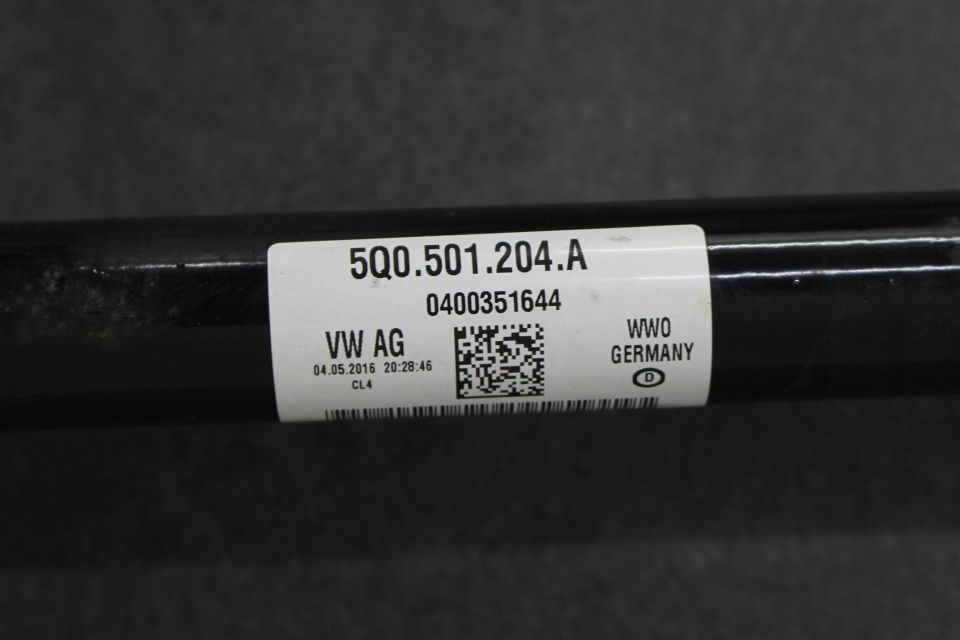 5Q0.501.204.A
0400351644
VW AG
04.05.2016 20:28:46
CL4
WWO
GERMANY
D